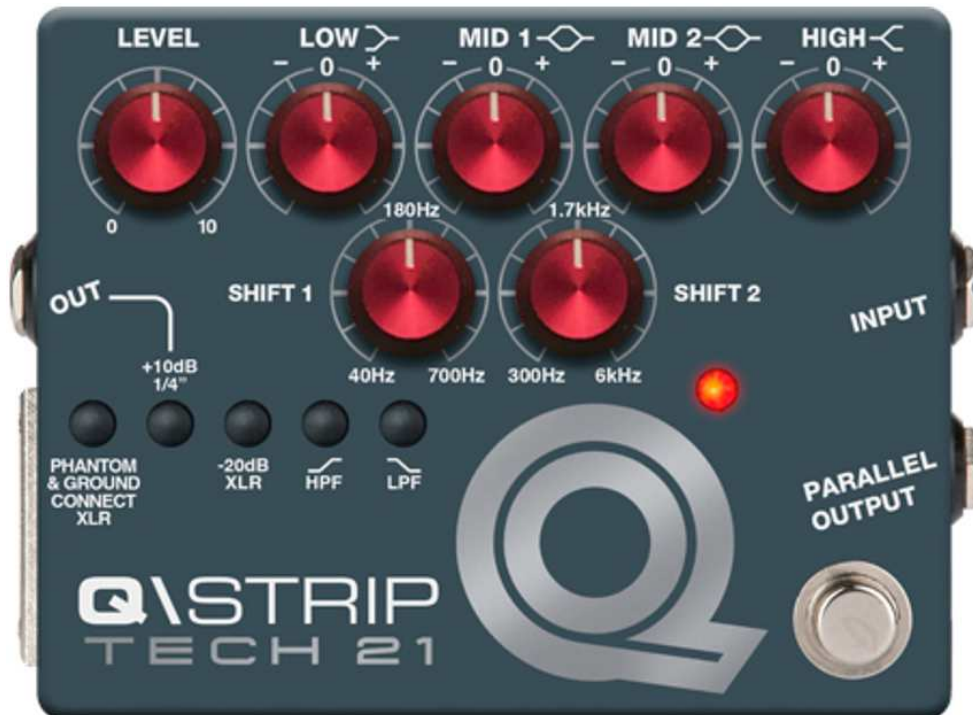 LEVEL
LOW
MID 1
MID 2
HIGH
- 0 +
- 0 +
- 0 +
- 0 +
0 10
180Hz
1.7kHz
SHIFT 1
SHIFT 2
40Hz 700Hz
300Hz 6kHz
OUT
INPUT
+10dB
1/4"
PHANTOM
& GROUND
CONNECT
XLR
-20dB
XLR
HPF
LPF
PARALLEL
OUTPUT
Q\STRIP
TECH 21
Q